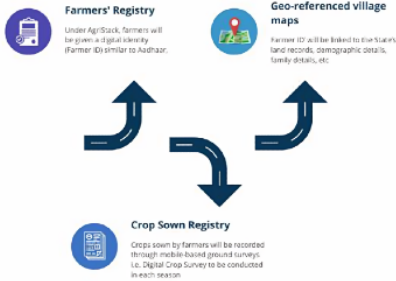 Farmers' Registry
Under AgriStack, farmers will
be given a digital identity
(Farmer ID) similar to Aadhaar.
Geo-referenced village
maps
Farmer ID' will be linked to the State's
land records, demographic details,
family details, etc
Crop Sown Registry
Crops sown by farmers will be recorded
through mobile-based ground surveys
i.e. Digital Crop Survey to be conducted
in each season